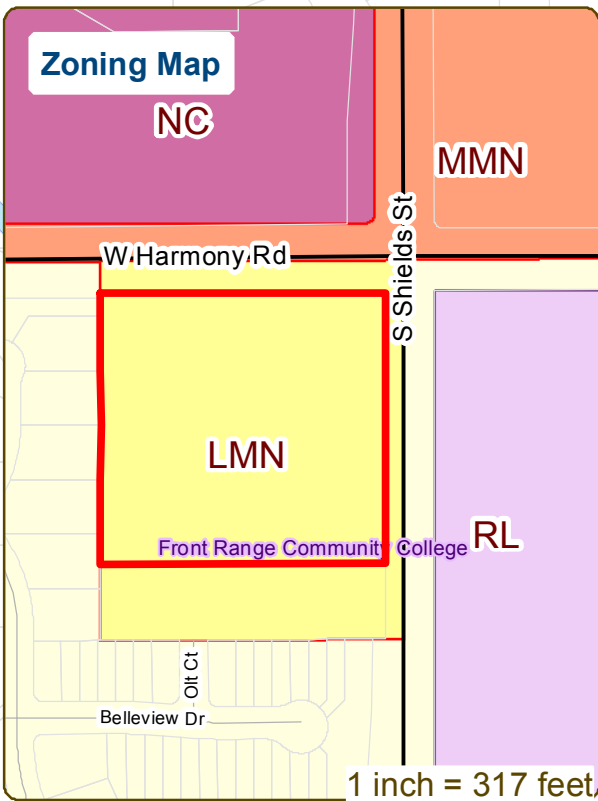 Zoning Map
NC
MMN
W Harmony Rd
S Shields St
LMN
Front Range Community College
RL
Olt Ct
Belleview Dr
1 inch = 317 feet